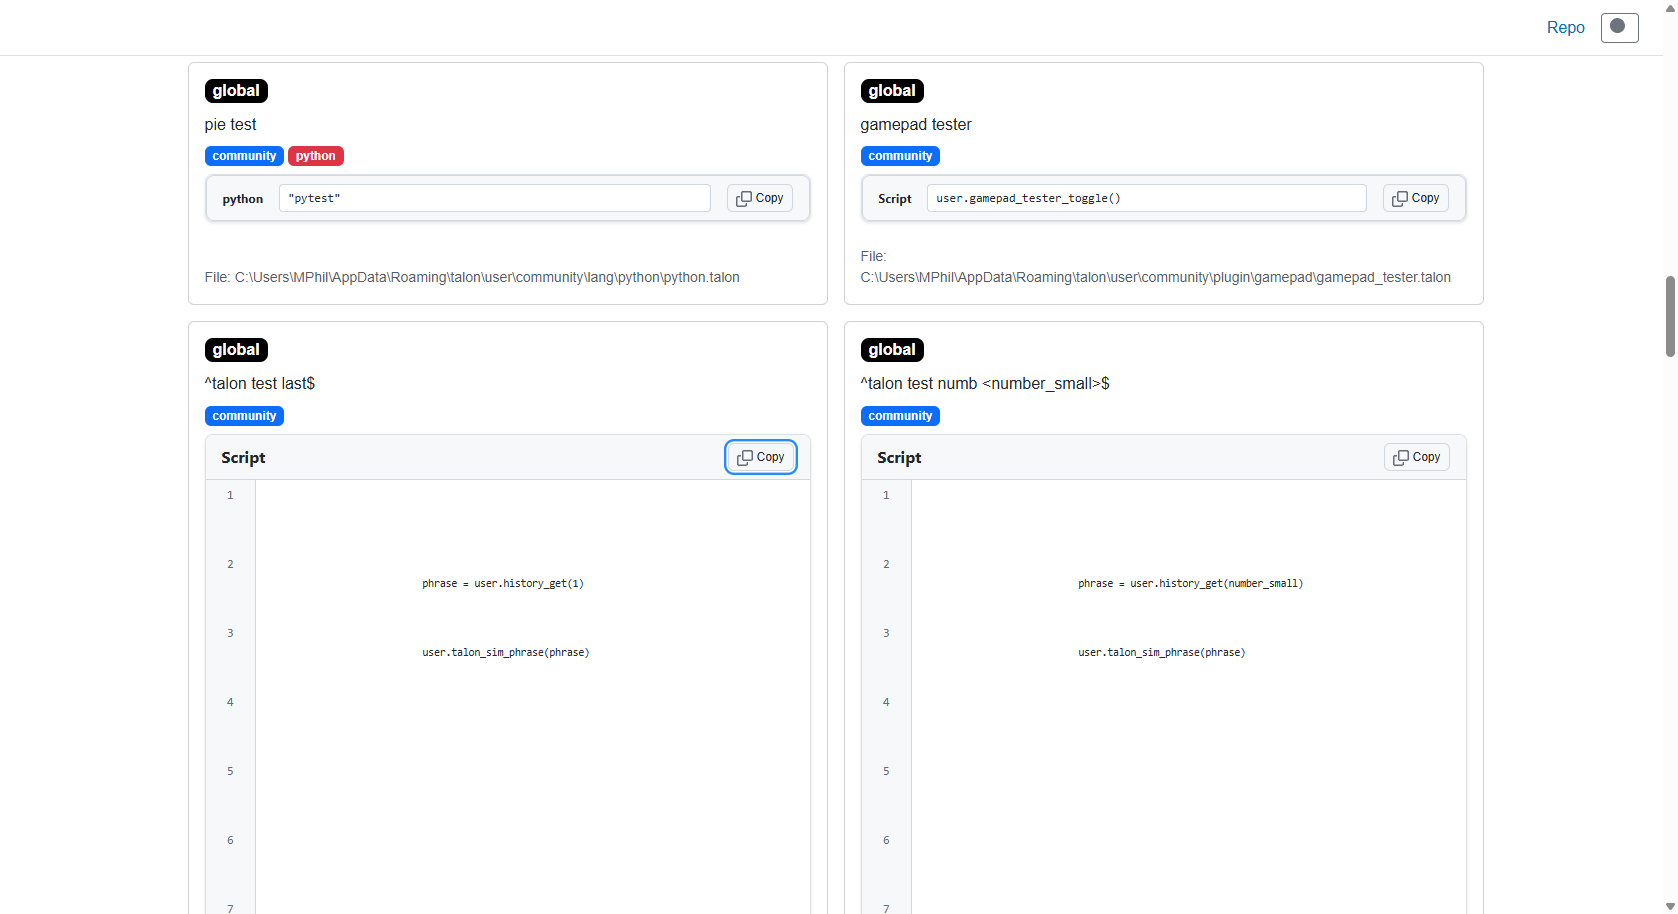 Repo
global
pie test
community python
python "pytest" Copy
File: C:\Users\MPhil\AppData\Roaming\talon\user\community\lang\python\python.talon
global
gamepad tester
community
Script user.gamepad_tester_toggle() Copy
File:
C:\Users\MPhil\AppData\Roaming\talon\user\community\plugin\gamepad\gamepad_tester.talon
global
^talon test last$
community
Script Copy
1
2
phrase = user.history_get(1)
3
user.talon_sim_phrase(phrase)
4
5
6
7
global
^talon test numb <number_small>$
community
Script Copy
1
2
phrase = user.history_get(number_small)
3
user.talon_sim_phrase(phrase)
4
5
6
7